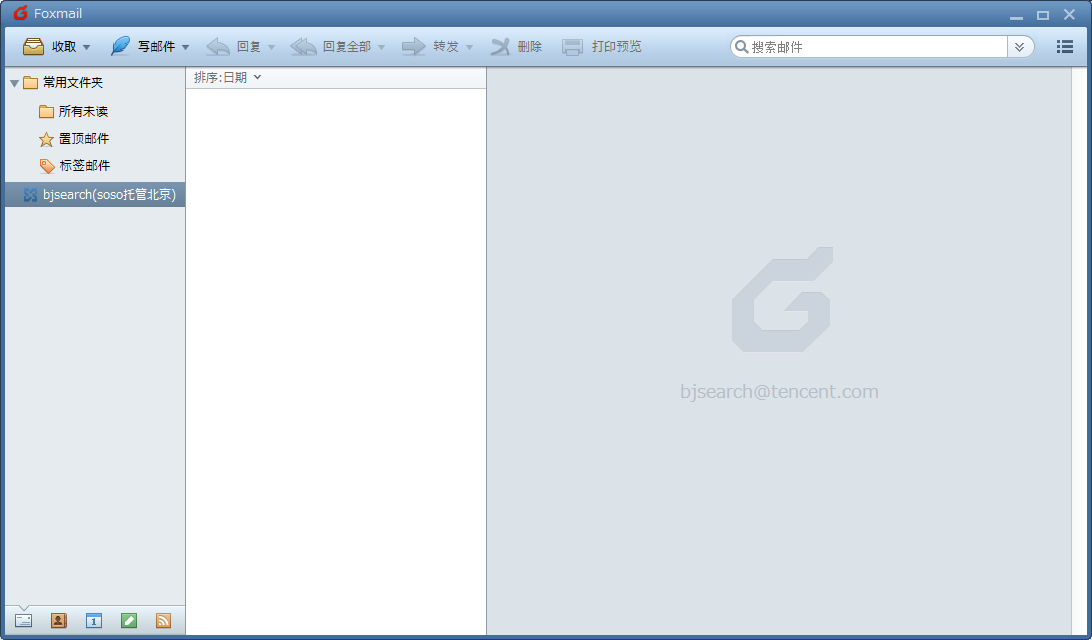 Foxmail
收取 写邮件 回复 回复全部 转发 删除 打印预览 搜索邮件
常用文件夹
排序:日期
所有未读
置顶邮件
标签邮件
bjsearch(soso托管北京)
bjsearch@tencent.com
1